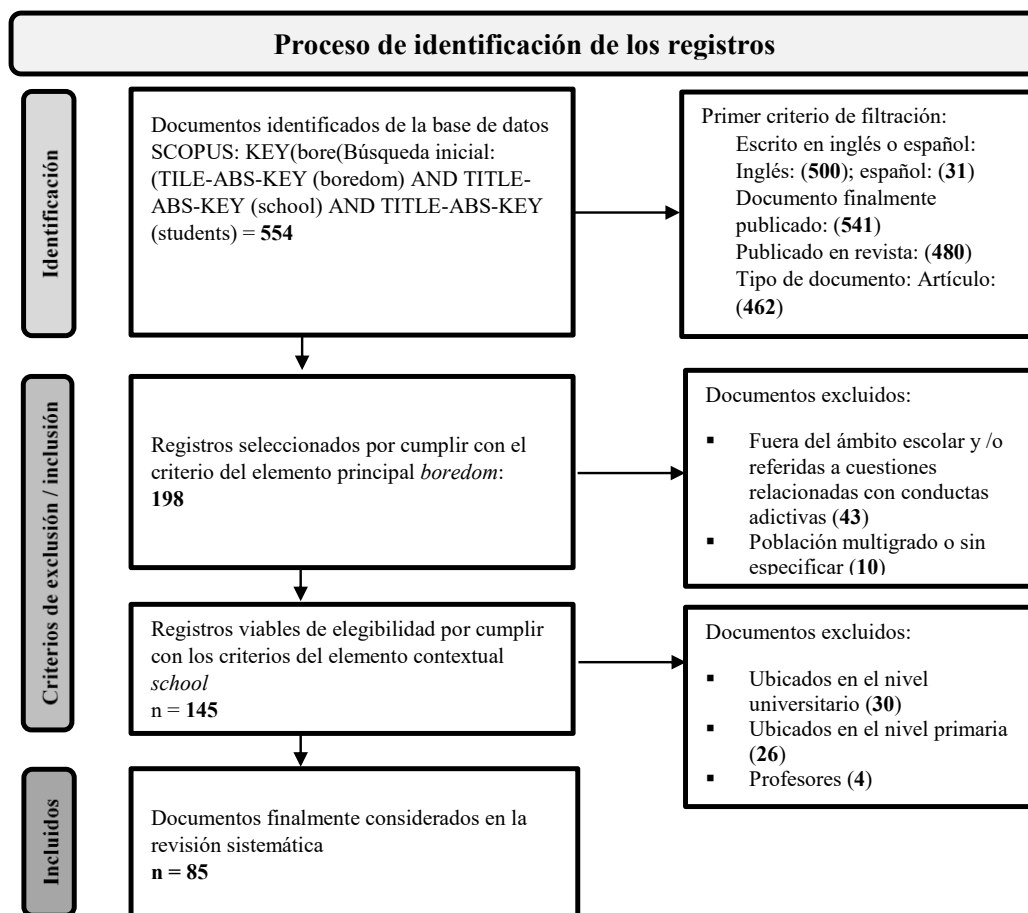 Proceso de identificación de los registros
Identificación
Documentos identificados de la base de datos
SCOPUS: KEY(bore(Búsqueda inicial:
(TILE-ABS-KEY (boredom) AND TITLE-
ABS-KEY (school) AND TITLE-ABS-KEY
(students) = 554
Primer criterio de filtración:
Escrito en inglés o español:
Inglés: (500); español: (31)
Documento finalmente
publicado: (541)
Publicado en revista: (480)
Tipo de documento: Artículo:
(462)
Criterios de exclusión / inclusión
Registros seleccionados por cumplir con el
criterio del elemento principal boredom:
198
Documentos excluidos:
▪ Fuera del ámbito escolar y /o
referidas a cuestiones
relacionadas con conductas
adictivas (43)
▪ Población multigrado o sin
especificar (10)
Registros viables de elegibilidad por cumplir
con los criterios del elemento contextual
school
n = 145
Documentos excluidos:
▪ Ubicados en el nivel
universitario (30)
▪ Ubicados en el nivel primaria
(26)
▪ Profesores (4)
Incluidos
Documentos finalmente considerados en la
revisión sistemática
n = 85